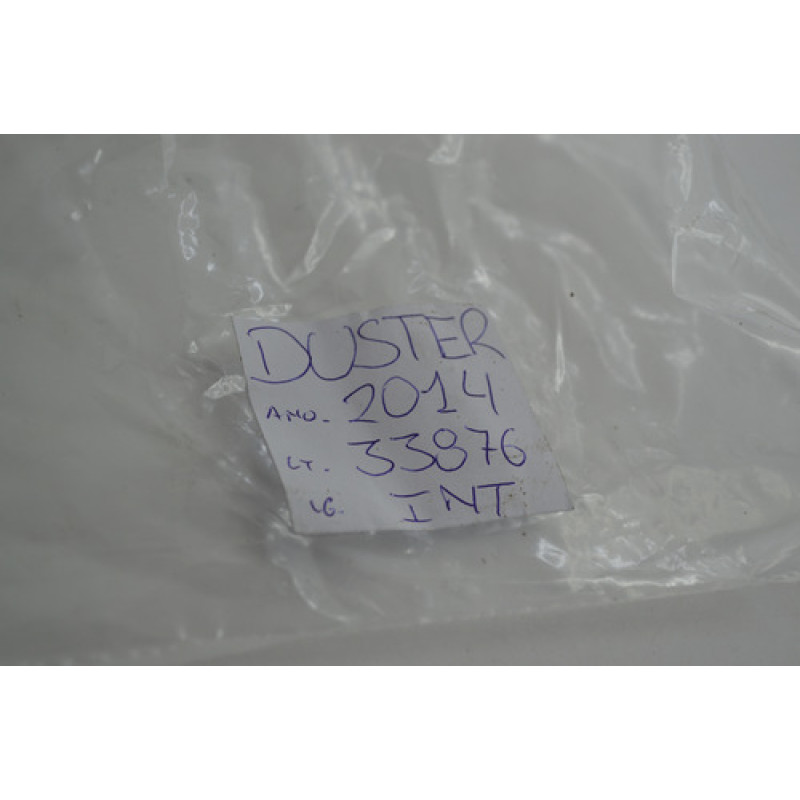 DUSTER
ANO. 2014
LT. 33876
LG. INT